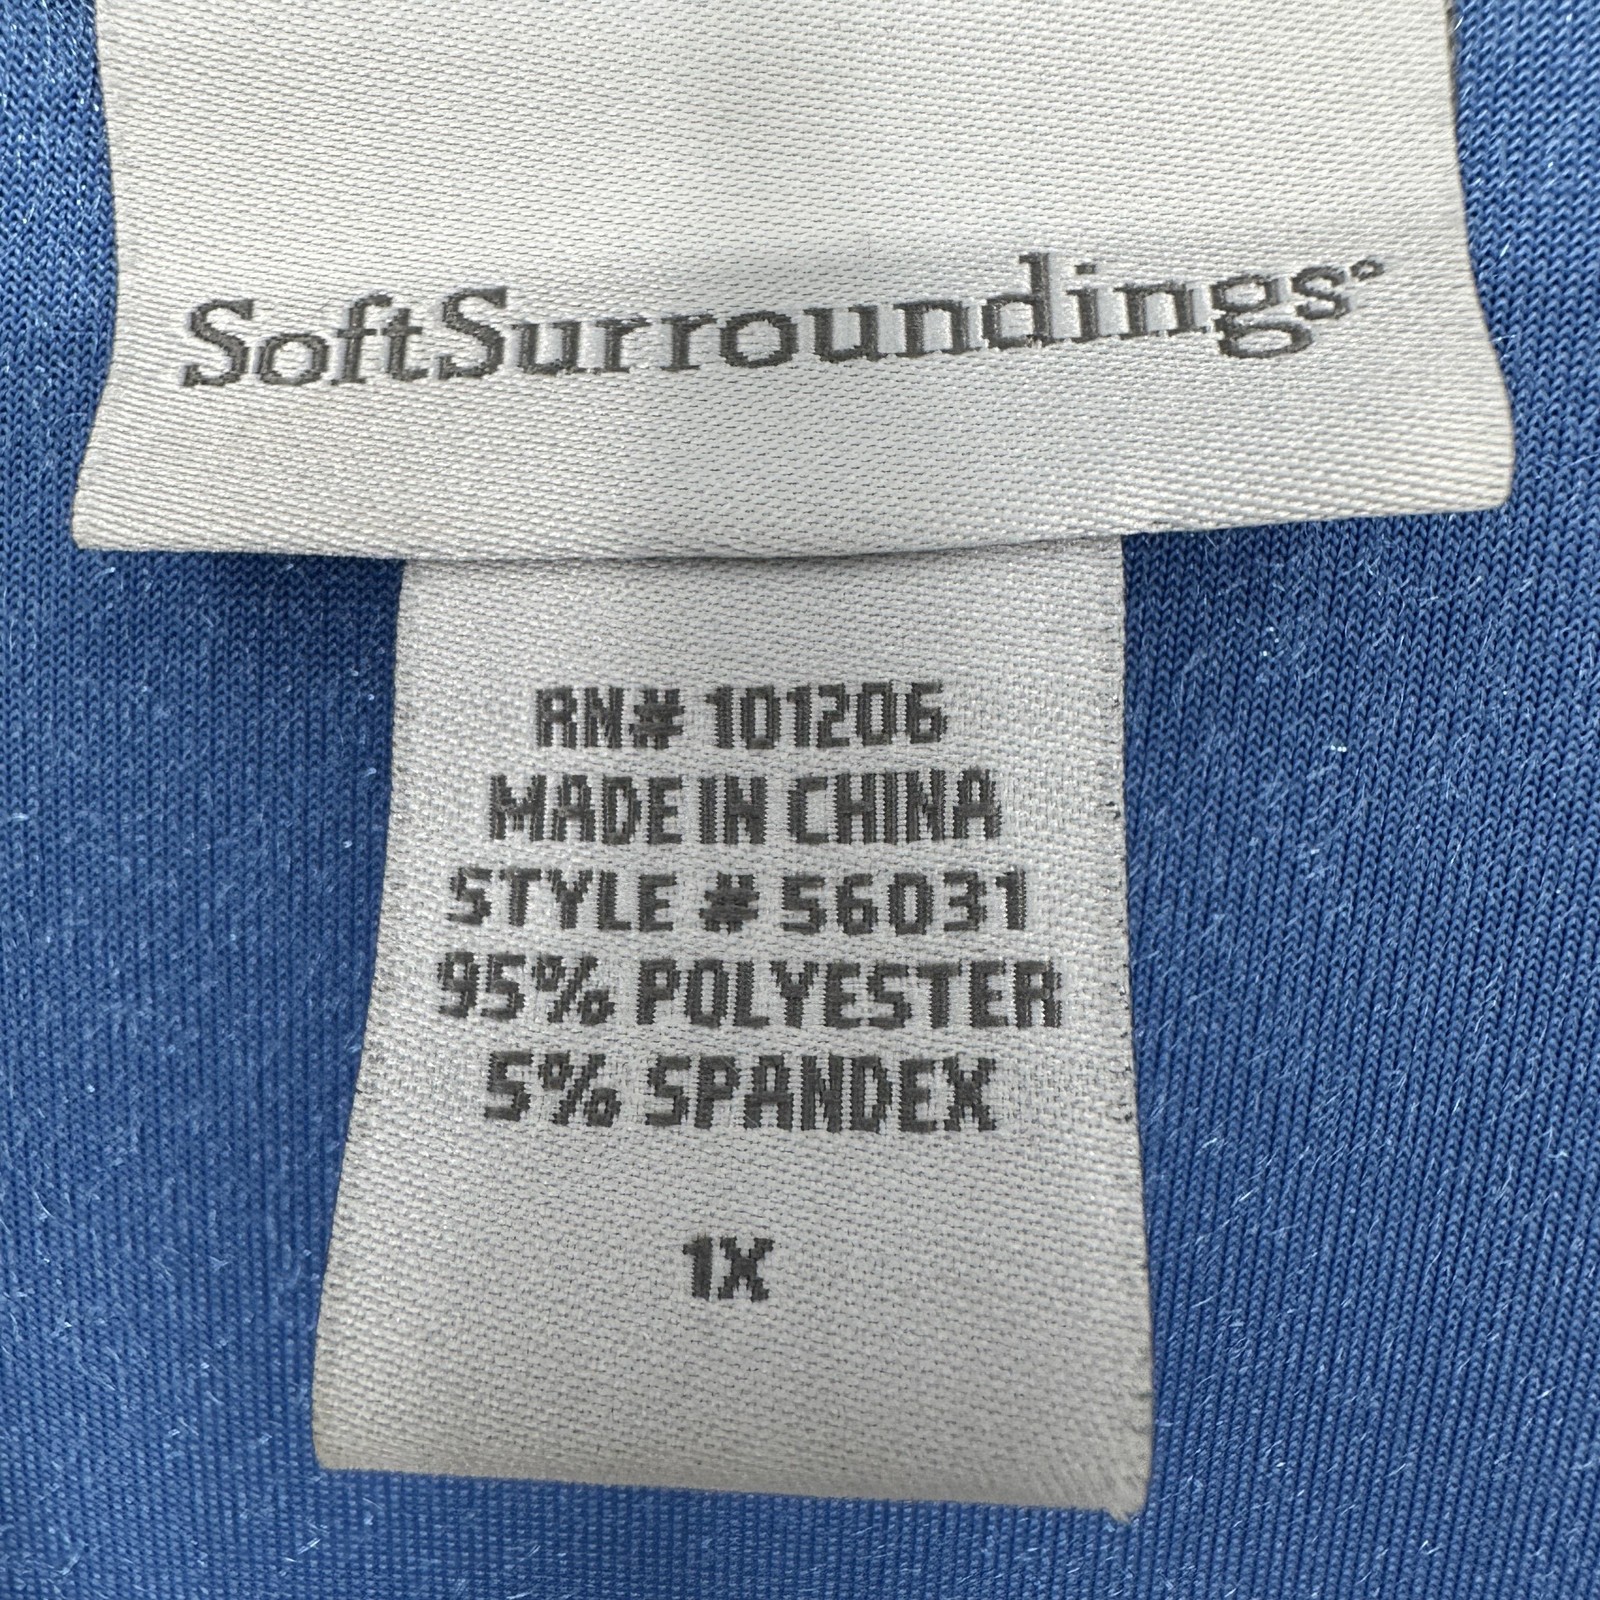 SoftSurroundings®
RN# 101206
MADE IN CHINA
STYLE # 56031
95% POLYESTER
5% SPANDEX
1X